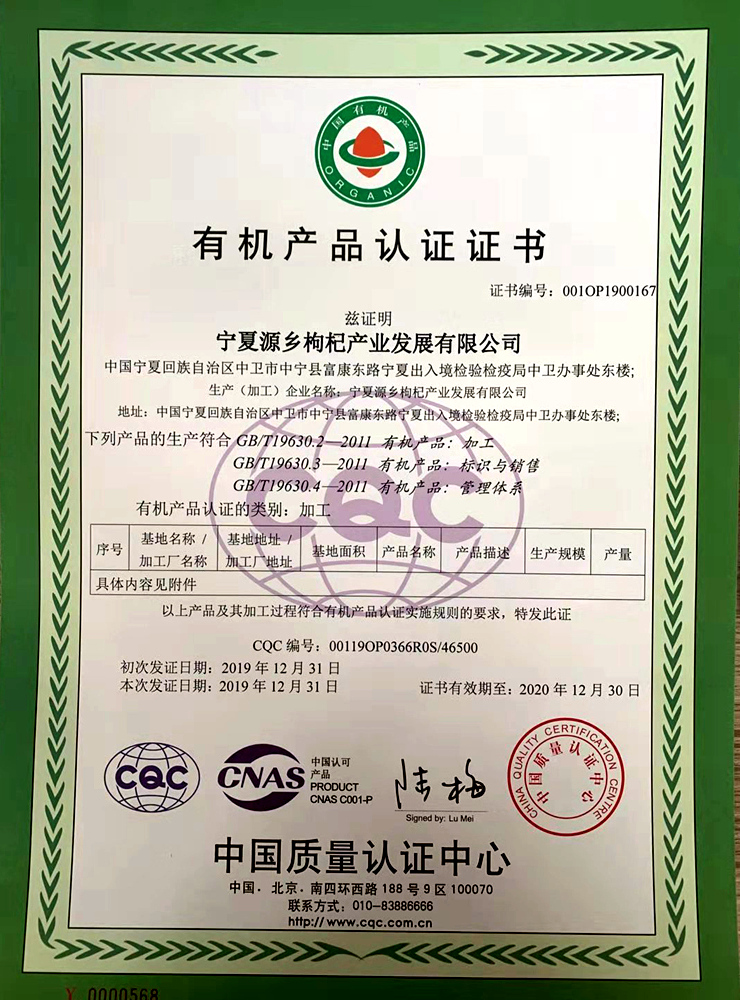 中国有机产品
ORGANIC
有机产品认证证书
证书编号：001OP1900167
兹证明
宁夏源乡枸杞产业发展有限公司
中国宁夏回族自治区中卫市中宁县富康东路宁夏出入境检验检疫局中卫办事处东楼;
生产（加工）企业名称：宁夏源乡枸杞产业发展有限公司
地址：中国宁夏回族自治区中卫市中宁县富康东路宁夏出入境检验检疫局中卫办事处东楼;
下列产品的生产符合 GB/T19630.2—2011 有机产品：加工
GB/T19630.3—2011 有机产品：标识与销售
GB/T19630.4—2011 有机产品：管理体系
CQC
有机产品认证的类别：加工
序号 基地名称 / 加工厂名称 基地地址 / 加工厂地址 基地面积 产品名称 产品描述 生产规模 产量
具体内容见附件
以上产品及其加工过程符合有机产品认证实施规则的要求，特发此证
CQC 编号：00119OP0366R0S/46500
初次发证日期：2019 年 12 月 31 日
本次发证日期：2019 年 12 月 31 日 证书有效期至：2020 年 12 月 30 日
CQC
CNAS
中国认可
产品
PRODUCT
CNAS C001-P
陆梅
Signed by: Lu Mei
CHINA QUALITY CERTIFICATION CENTRE
中国质量认证中心
中国质量认证中心
中国．北京．南四环西路 188 号 9 区 100070
联系方式：010-83886666
http://www.cqc.com.cn
Y 0000568